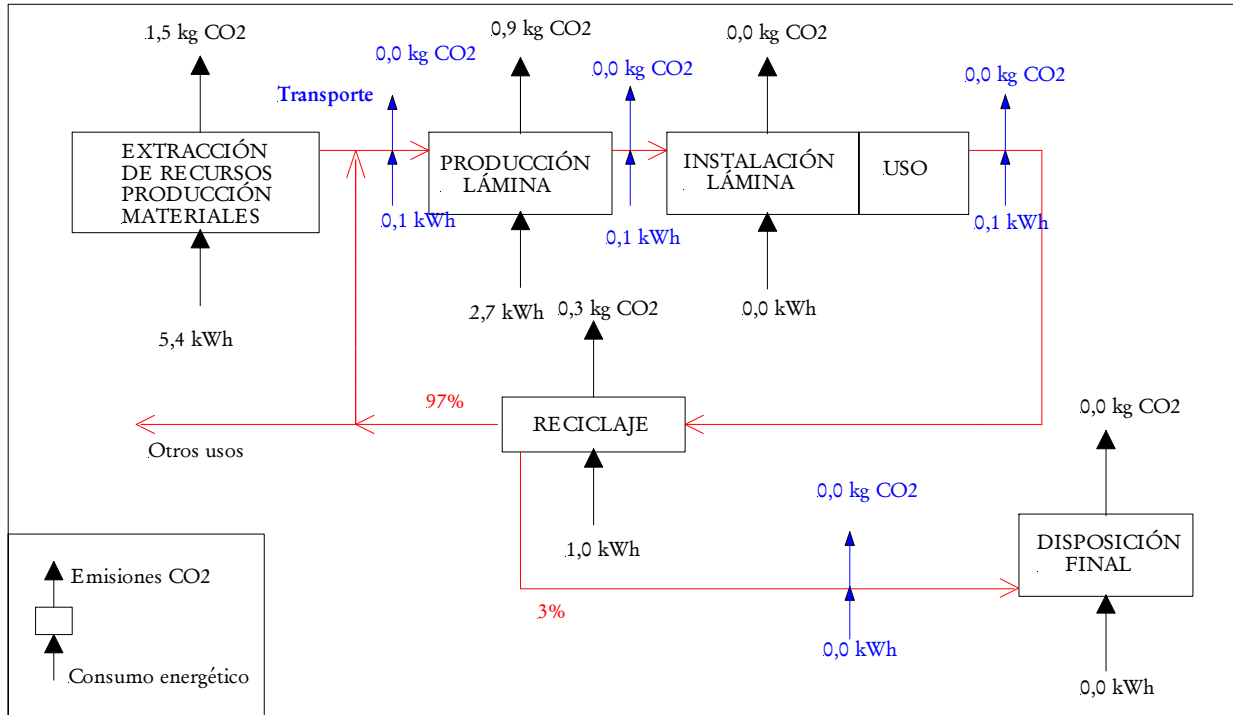 1,5 kg CO2
0,0 kg CO2
0,9 kg CO2
0,0 kg CO2
0,0 kg CO2
0,0 kg CO2
Transporte
EXTRACCIÓN
DE RECURSOS
PRODUCCIÓN
MATERIALES
PRODUCCIÓN
LÁMINA
INSTALACIÓN
LÁMINA
USO
0,1 kWh
0,1 kWh
0,1 kWh
5,4 kWh
2,7 kWh
0,0 kWh
0,3 kg CO2
97%
RECICLAJE
Otros usos
1,0 kWh
3%
0,0 kg CO2
0,0 kWh
0,0 kg CO2
DISPOSICIÓN
FINAL
0,0 kWh
Emisiones CO2
Consumo energético